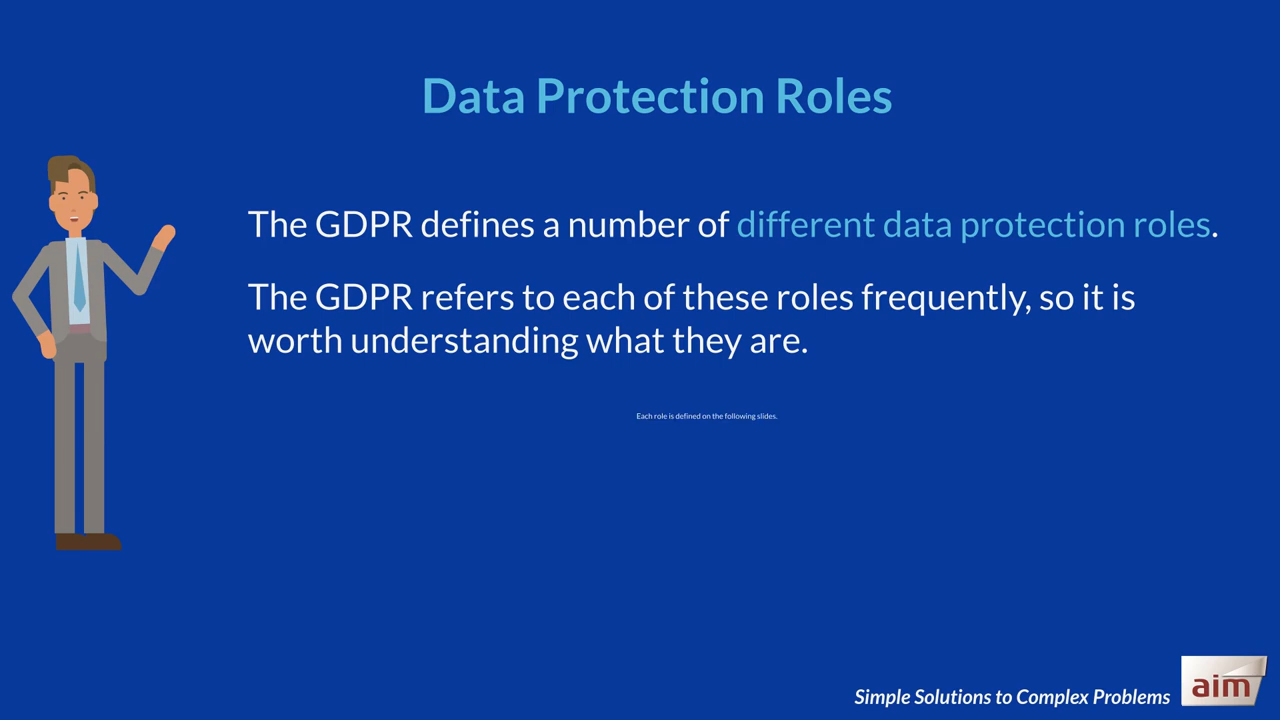 Data Protection Roles
The GDPR defines a number of different data protection roles.
The GDPR refers to each of these roles frequently, so it is
worth understanding what they are.
Each role is defined on the following slides.
Simple Solutions to Complex Problems
aim